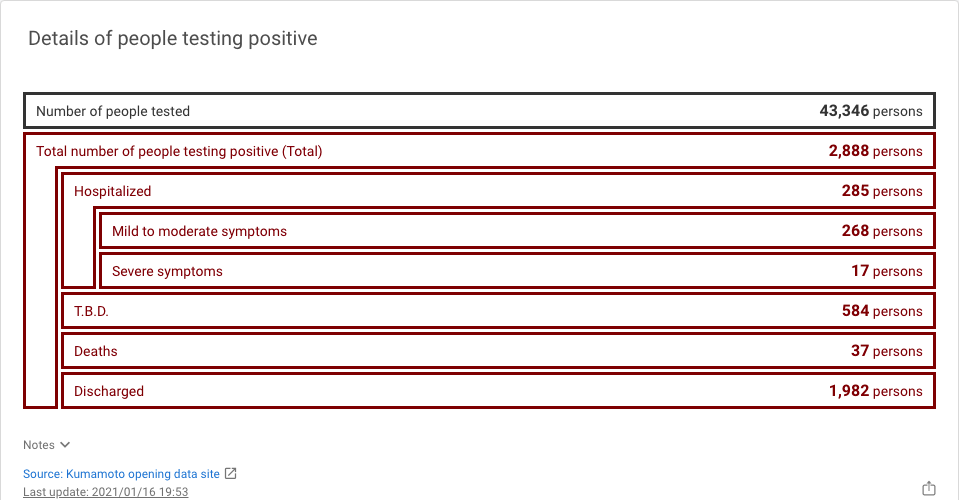 Details of people testing positive
Number of people tested 43,346 persons
Total number of people testing positive (Total) 2,888 persons
Hospitalized 285 persons
Mild to moderate symptoms 268 persons
Severe symptoms 17 persons
T.B.D. 584 persons
Deaths 37 persons
Discharged 1,982 persons
Notes
Source: Kumamoto opening data site
Last update: 2021/01/16 19:53